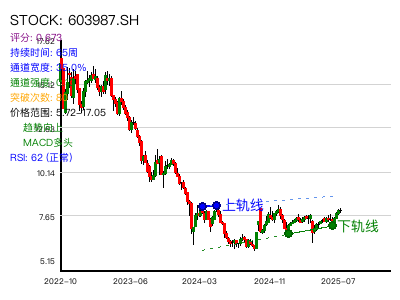 STOCK: 603987.SH
评分: 0.673
持续时间: 65周
通道宽度: 35.0%
通道强度:
突破次数:
价格范围: 5.72-17.05
趋势:
MACD多头
RSI: 62 (正常)
上轨线
下轨线
10.14
7.65
5.15
2022-10 2023-06 2024-03 2024-11 2025-07